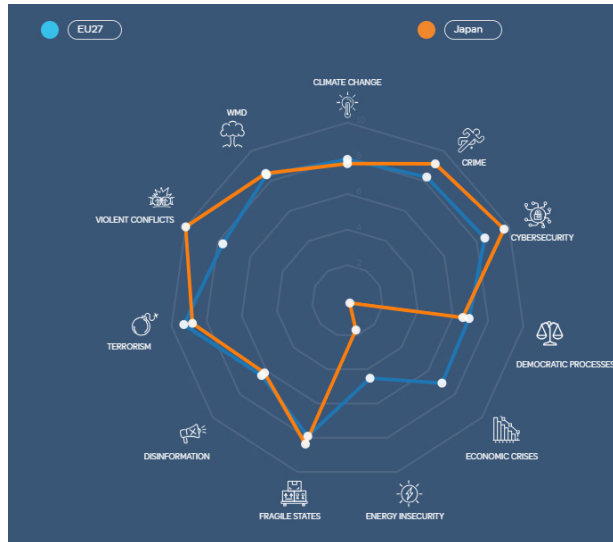 EU27
Japan
CLIMATE CHANGE
WMD
CRIME
VIOLENT CONFLICTS
CYBERSECURITY
TERRORISM
DEMOCRATIC PROCESSES
DISINFORMATION
ECONOMIC CRISES
FRAGILE STATES
ENERGY INSECURITY